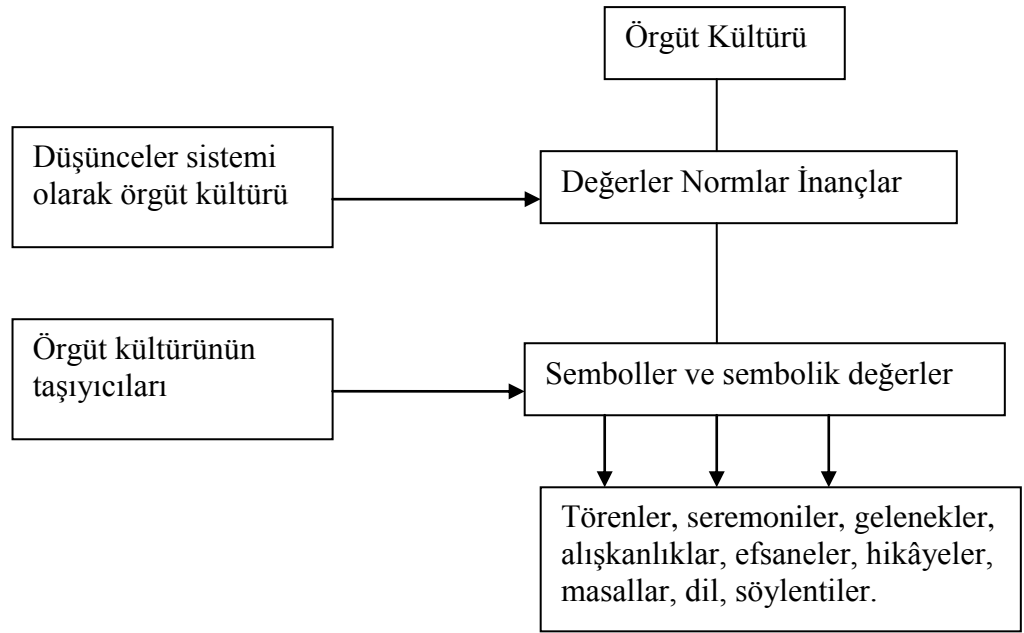 Örgüt Kültürü
Düşünceler sistemi
olarak örgüt kültürü
Değerler Normlar İnançlar
Örgüt kültürünün
taşıyıcıları
Semboller ve sembolik değerler
Törenler, seremoniler, gelenekler,
alışkanlıklar, efsaneler, hikâyeler,
masallar, dil, söylentiler.